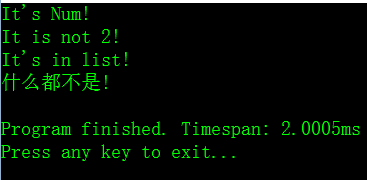 It's Num!
It is not 2!
It's in list!
什么都不是!
Program finished. Timespan: 2.0005ms
Press any key to exit...